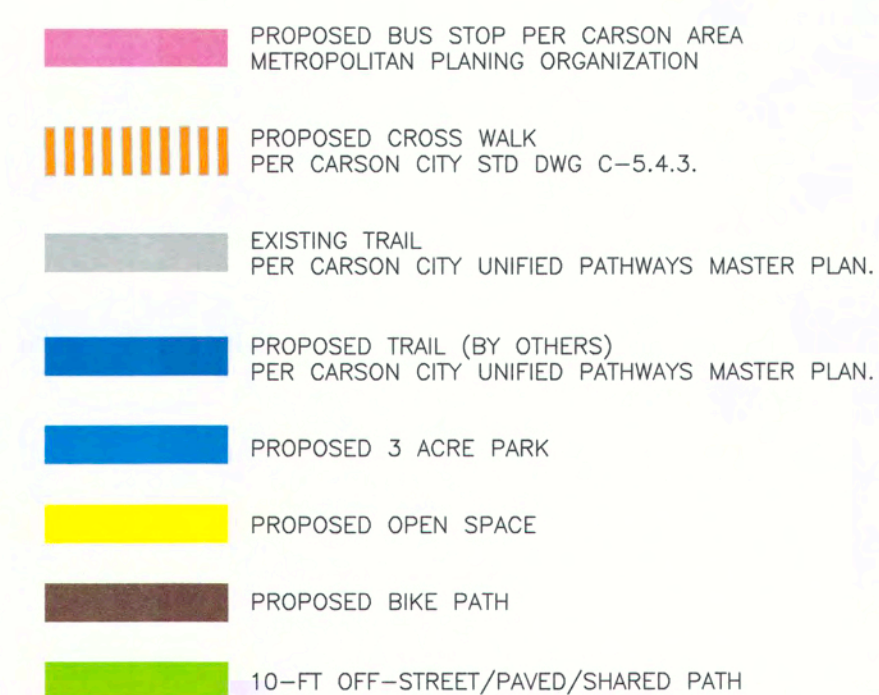 PROPOSED BUS STOP PER CARSON AREA
METROPOLITAN PLANING ORGANIZATION
PROPOSED CROSS WALK
PER CARSON CITY STD DWG C-5.4.3.
EXISTING TRAIL
PER CARSON CITY UNIFIED PATHWAYS MASTER PLAN.
PROPOSED TRAIL (BY OTHERS)
PER CARSON CITY UNIFIED PATHWAYS MASTER PLAN.
PROPOSED 3 ACRE PARK
PROPOSED OPEN SPACE
PROPOSED BIKE PATH
10-FT OFF-STREET/PAVED/SHARED PATH